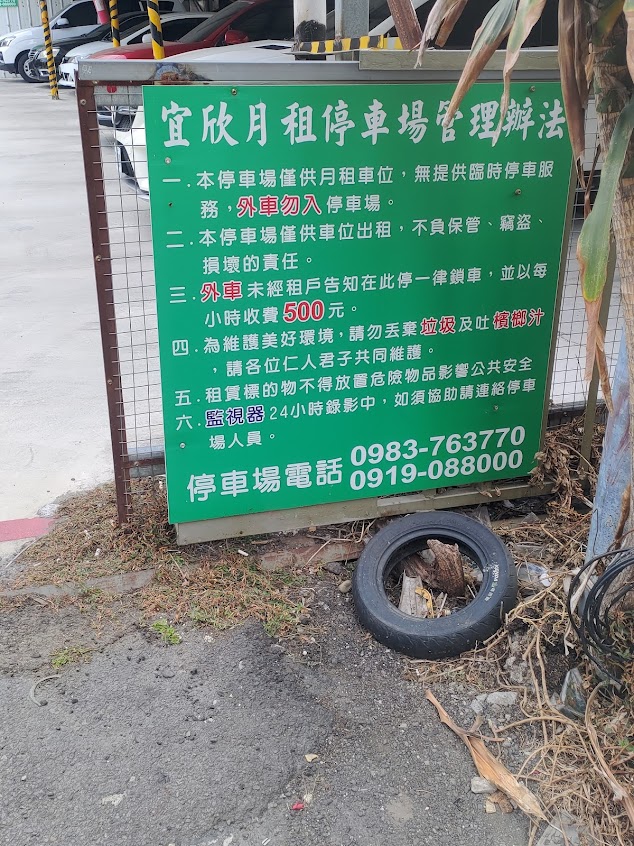 宜欣月租停車場管理辦法
一.本停車場僅供月租車位,無提供臨時停車服
務,外車勿入停車場。
二.本停車場僅供車位出租,不負保管、竊盜、
損壞的責任。
三.外車未經租戶告知在此停一律鎖車,並以每
小時收費500元。
四.為維護美好環境,請勿丟棄垃圾及吐檳榔汁
,請各位仁人君子共同維護。
五.租賃標的物不得放置危險物品影響公共安全
六.監視器24小時錄影中,如須協助請連絡停車
場人員。
停車場電話 0983-763770
0919-088000